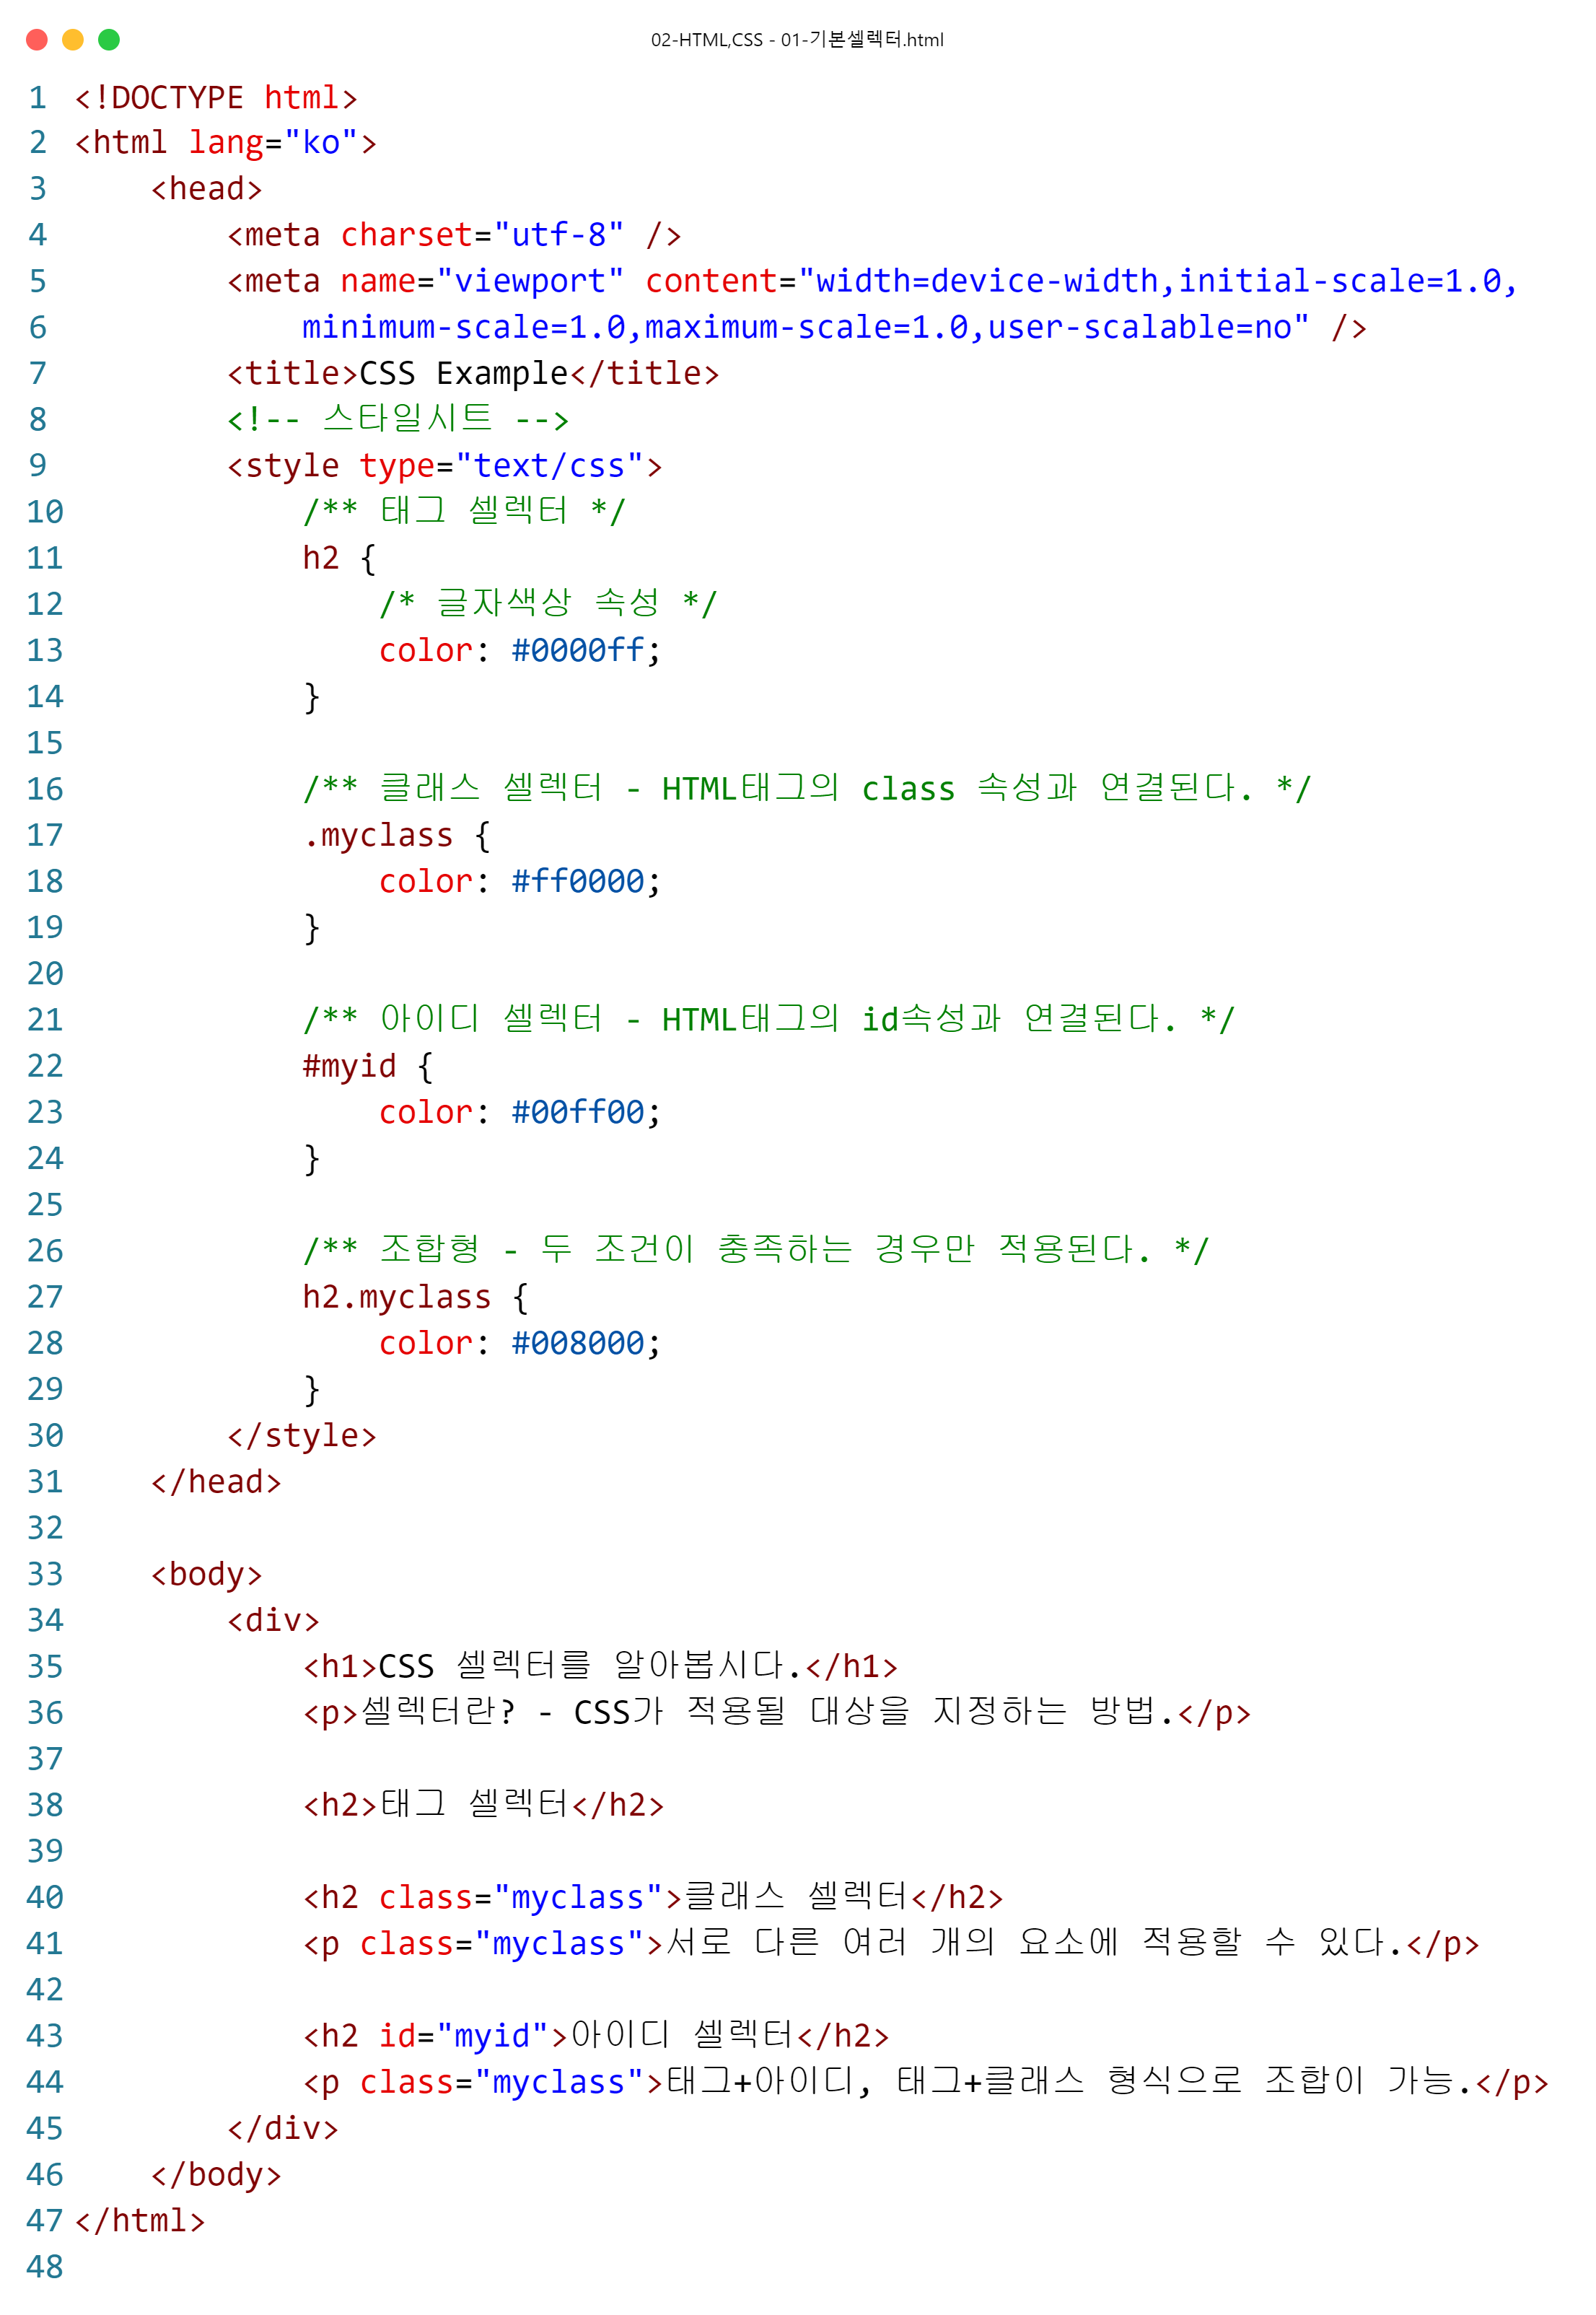 02-HTML,CSS - 01-기본셀렉터.html
1 <!DOCTYPE html>
2 <html lang="ko">
3     <head>
4         <meta charset="utf-8" />
5         <meta name="viewport" content="width=device-width,initial-scale=1.0,
6             minimum-scale=1.0,maximum-scale=1.0,user-scalable=no" />
7         <title>CSS Example</title>
8         <!-- 스타일시트 -->
9         <style type="text/css">
10             /** 태그 셀렉터 */
11             h2 {
12                 /* 글자색상 속성 */
13                 color: #0000ff;
14             }
15
16             /** 클래스 셀렉터 - HTML태그의 class 속성과 연결된다. */
17             .myclass {
18                 color: #ff0000;
19             }
20
21             /** 아이디 셀렉터 - HTML태그의 id속성과 연결된다. */
22             #myid {
23                 color: #00ff00;
24             }
25
26             /** 조합형 - 두 조건이 충족하는 경우만 적용된다. */
27             h2.myclass {
28                 color: #008000;
29             }
30         </style>
31     </head>
32
33     <body>
34         <div>
35             <h1>CSS 셀렉터를 알아봅시다.</h1>
36             <p>셀렉터란? - CSS가 적용될 대상을 지정하는 방법.</p>
37
38             <h2>태그 셀렉터</h2>
39
40             <h2 class="myclass">클래스 셀렉터</h2>
41             <p class="myclass">서로 다른 여러 개의 요소에 적용할 수 있다.</p>
42
43             <h2 id="myid">아이디 셀렉터</h2>
44             <p class="myclass">태그+아이디, 태그+클래스 형식으로 조합이 가능.</p>
45         </div>
46     </body>
47 </html>
48